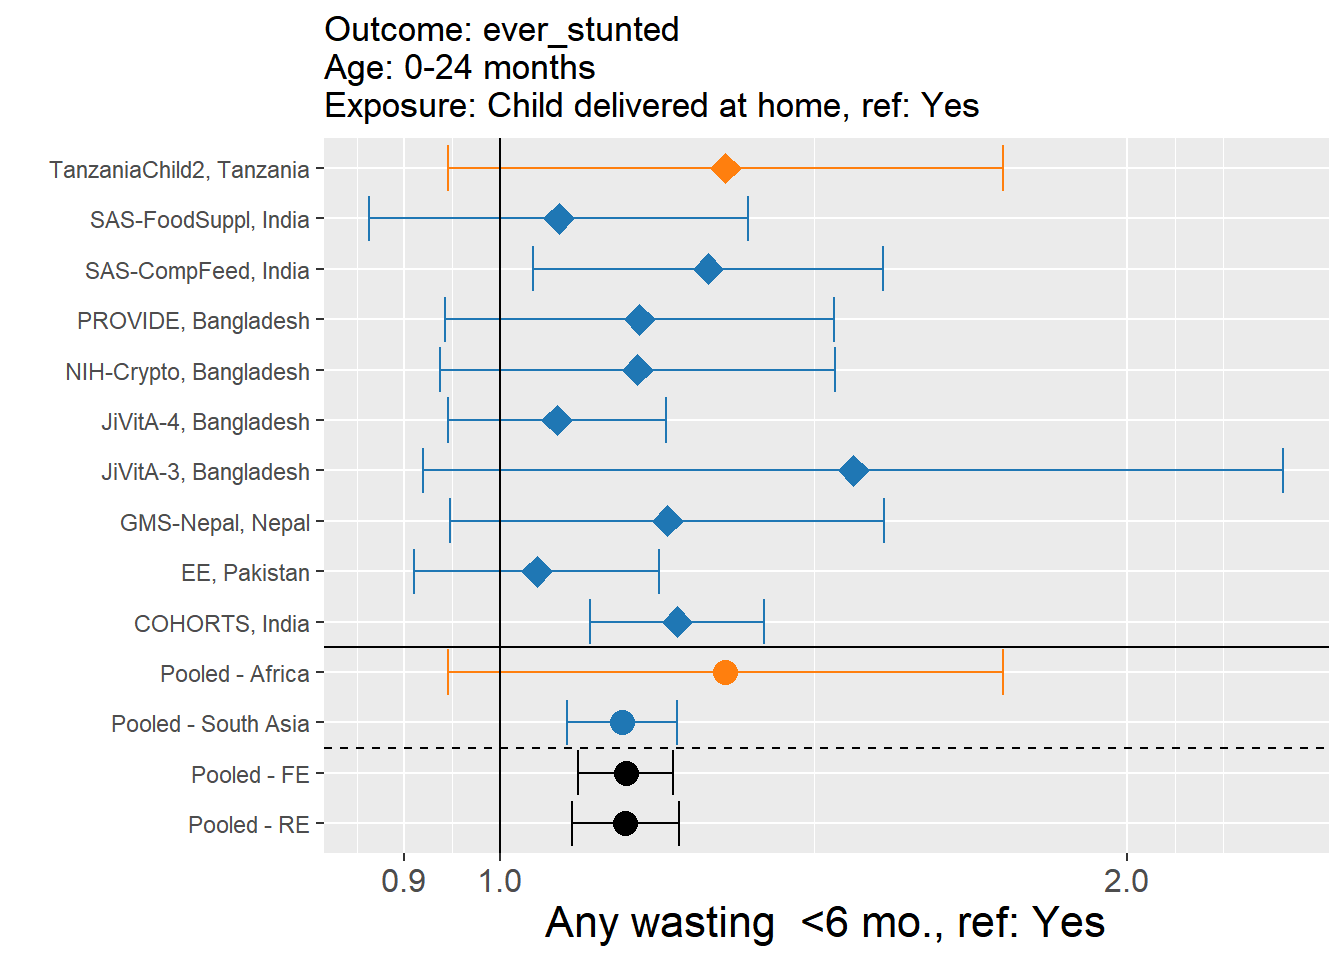 Outcome: ever_stunted
Age: 0-24 months
Exposure: Child delivered at home, ref: Yes
TanzaniaChild2, Tanzania
SAS-FoodSuppl, India
SAS-CompFeed, India
PROVIDE, Bangladesh
NIH-Crypto, Bangladesh
JiVitA-4, Bangladesh
JiVitA-3, Bangladesh
GMS-Nepal, Nepal
EE, Pakistan
COHORTS, India
Pooled - Africa
Pooled - South Asia
Pooled - FE
Pooled - RE
0.9 1.0 2.0
Any wasting  <6 mo., ref: Yes